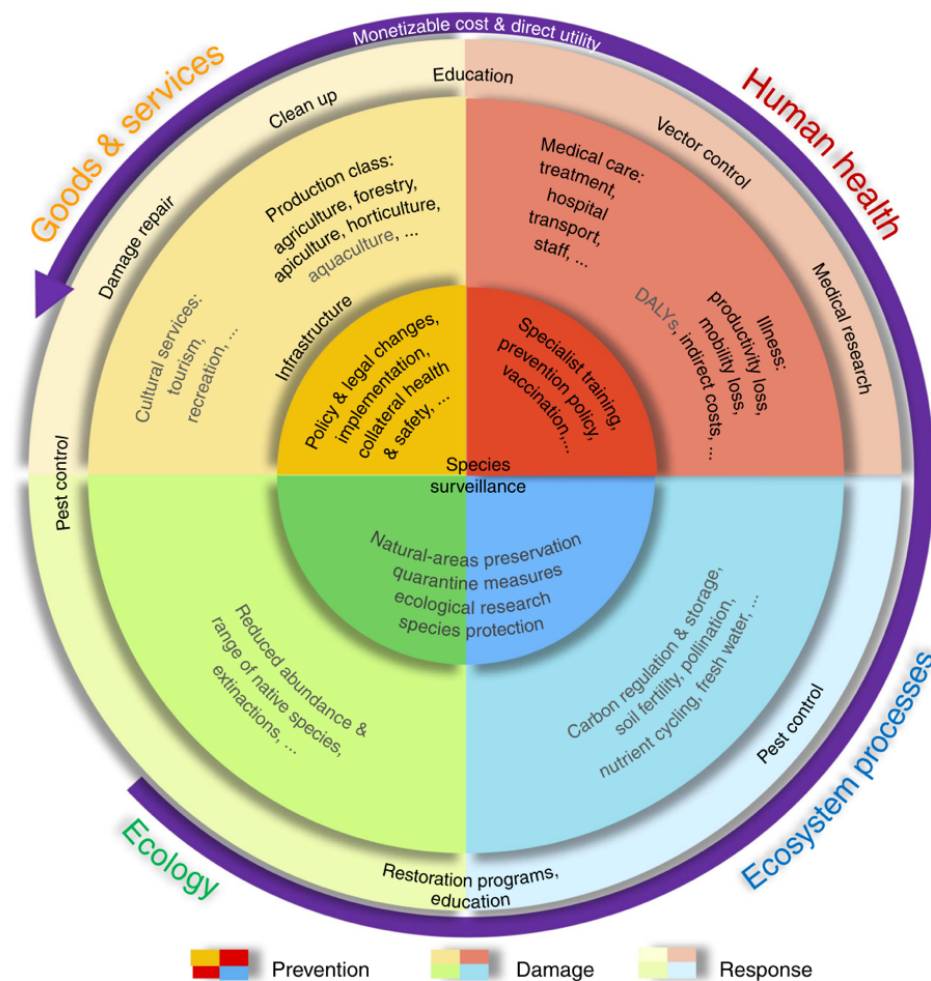 Monetizable cost & direct utility
Goods & services
Human health
Education
Clean up
Vector control
Damage repair
Medical research
Production class:
agriculture, forestry,
apiculture, horticulture,
aquaculture, ...
Medical care:
treatment,
hospital
transport,
staff, ...
Cultural services:
tourism,
recreation, ...
Infrastructure
Illness:
productivity loss,
mobility loss,
DALYs, indirect costs, ...
Policy & legal changes,
implementation,
collateral health
& safety, ...
Specialist training,
prevention policy,
vaccination,...
Pest control
Species
surveillance
Natural-areas preservation
quarantine measures
ecological research
species protection
Reduced abundance &
range of native species,
extinctions, ...
Carbon regulation & storage,
soil fertility, pollination,
nutrient cycling, fresh water, ...
Pest control
Ecology
Ecosystem processes
Restoration programs,
education
Prevention
Damage
Response